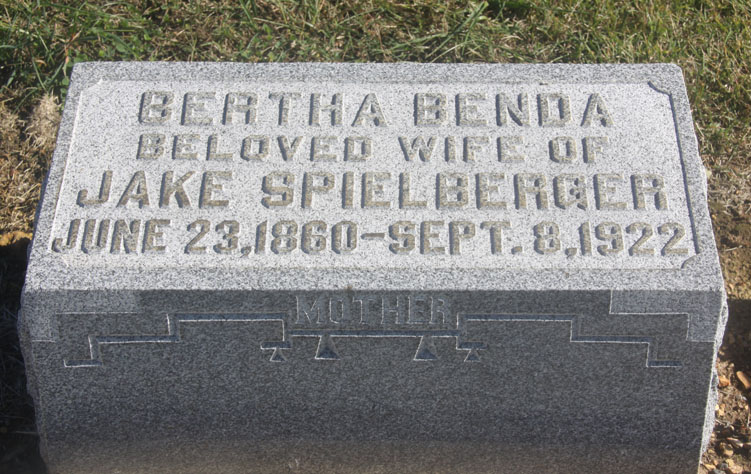 BERTHA BENDA
BELOVED WIFE OF
JAKE SPIELBERGER
JUNE 23, 1860-SEPT. 8, 1922
MOTHER